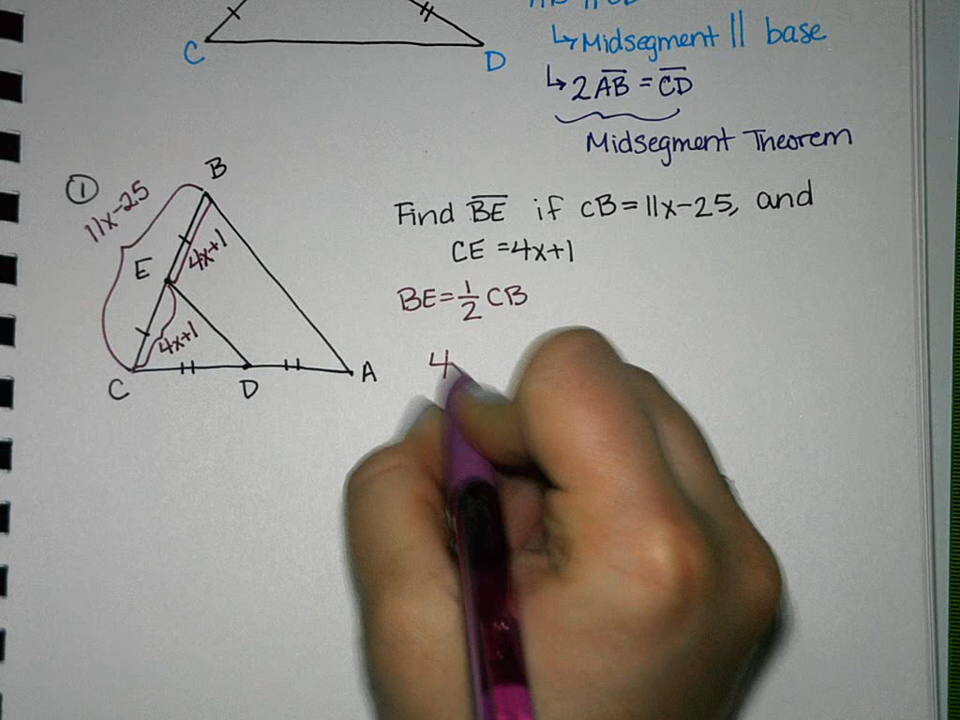 C
D
↳Midsegment || base
↳2AB = CD
Midsegment Theorem
①
B
11x-25
Find BE if CB=11x-25, and
CE =4x+1
4x+1
E
BE=1/2 CB
4x+1
4
C
D
A